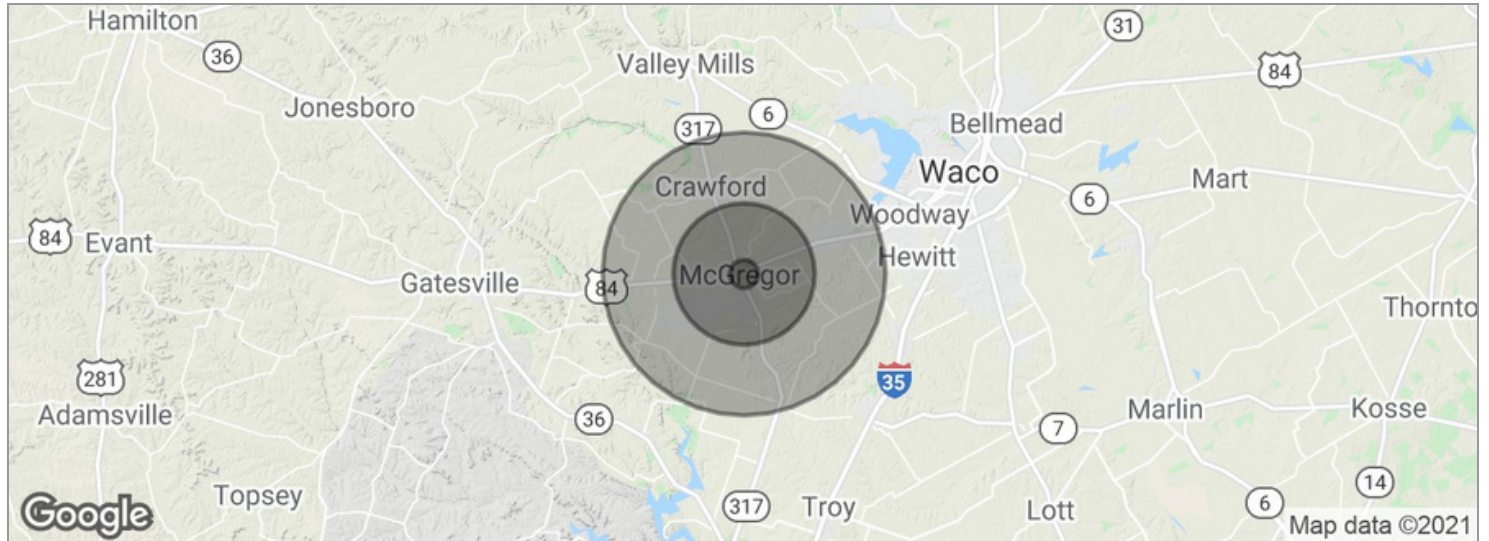 Hamilton
31
36
Valley Mills
84
Jonesboro
6
317
Bellmead
Waco
Crawford
Mart
6
Woodway
84
Evant
Hewitt
McGregor
Gatesville
84
Thornto
281
35
Adamsville
36
Marlin
Kosse
7
14
Topsey
317
Troy
Lott
6
Google
Map data ©2021